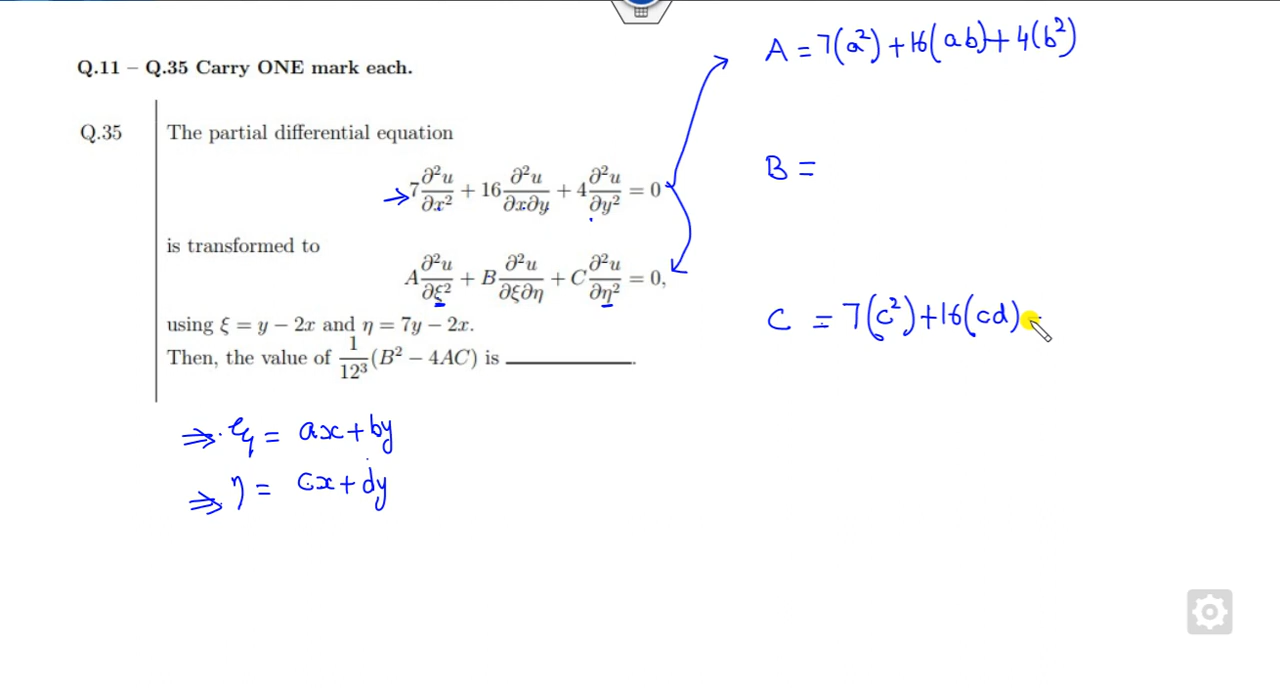 Q.11 – Q.35 Carry ONE mark each.
Q.35 The partial differential equation
7 ∂²u/∂x² + 16 ∂²u/∂x∂y + 4 ∂²u/∂y² = 0
is transformed to
A ∂²u/∂ξ² + B ∂²u/∂ξ∂η + C ∂²u/∂η² = 0,
using ξ = y − 2x and η = 7y − 2x.
Then, the value of 1/12³ (B² − 4AC) is ________.
⇒ ξ = ax + by
⇒ η = cx + dy
A = 7(a²) + 16(ab) + 4(b²)
B =
C = 7(c²) + 16(cd)